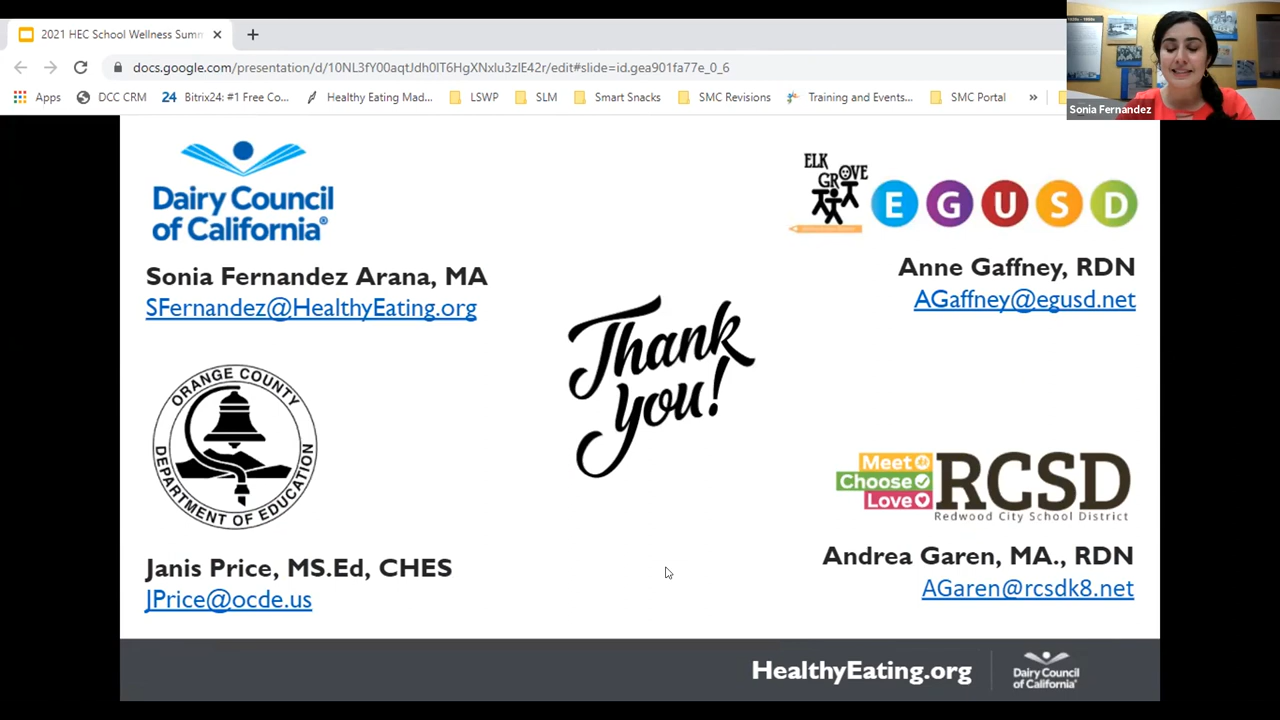 2021 HEC School Wellness Summ
docs.google.com/presentation/d/10NL3fY00aqtJdh0IT6HgXNxlu3zIE42r/edit#slide=id.gea901fa77e_0_6
Apps DCC CRM 24 Bitrix24: #1 Free Co... Healthy Eating Mad... LSWP SLM Smart Snacks SMC Revisions Training and Events... SMC Portal »
Sonia Fernandez
Dairy Council
of California®
Sonia Fernandez Arana, MA
SFernandez@HealthyEating.org
ELK
GROVE
EGUSD
Anne Gaffney, RDN
AGaffney@egusd.net
Thank
you!
ORANGE COUNTY
DEPARTMENT OF EDUCATION
Janis Price, MS.Ed, CHES
JPrice@ocde.us
Meet
Choose
Love
RCSD
Redwood City School District
Andrea Garen, MA., RDN
AGaren@rcsdk8.net
HealthyEating.org
Dairy Council
of California®